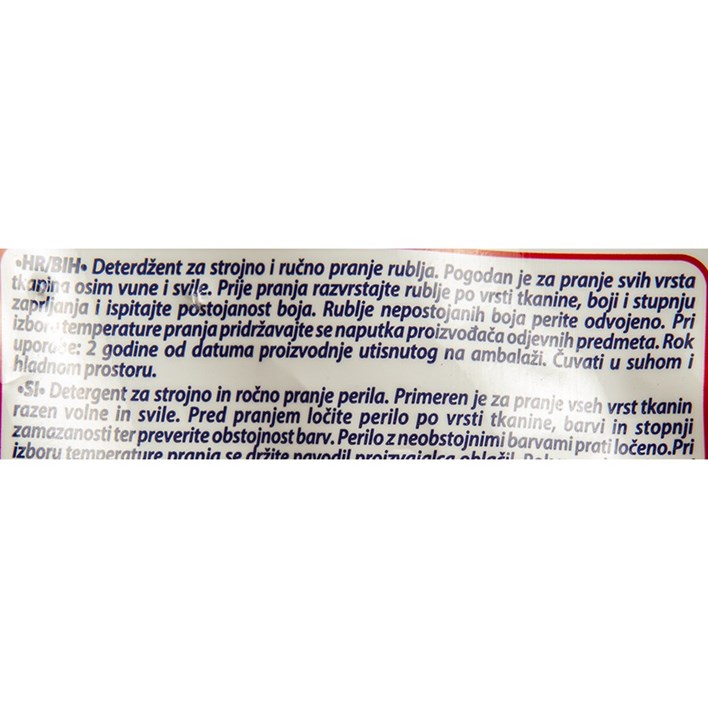 •HR/BIH• Deterdžent za strojno i ručno pranje rublja. Pogodan je za pranje svih vrsta
tkanina osim vune i svile. Prije pranja razvrstajte rublje po vrsti tkanine, boji i stupnju
zaprljanja i ispitajte postojanost boja. Rublje nepostojanih boja perite odvojeno. Pri
izboru temperature pranja pridržavajte se naputka proizvođača odjevnih predmeta. Rok
uporabe: 2 godine od datuma proizvodnje utisnutog na ambalaži. Čuvati u suhom i
hladnom prostoru.
•SI• Detergent za strojno in ročno pranje perila. Primeren je za pranje vseh vrst tkanin
razen volne in svile. Pred pranjem ločite perilo po vrsti tkanine, barvi in stopnji
zamazanosti ter preverite obstojnost barv. Perilo z neobstojnimi barvami prati ločeno.Pri
izboru temperature pranja se držite navodil proizvajalca oblačil.